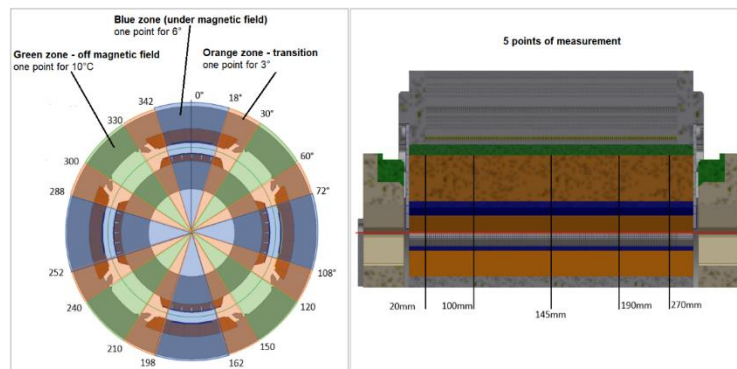 Blue zone (under magnetic field)
one point for 6°
Green zone - off magnetic field
one point for 10°C
Orange zone - transition
one point for 3°
342
0°
18°
330
30°
300
60°
288
72°
252
108°
240
120
210
150
198
162
5 points of measurement
20mm
100mm
145mm
190mm
270mm